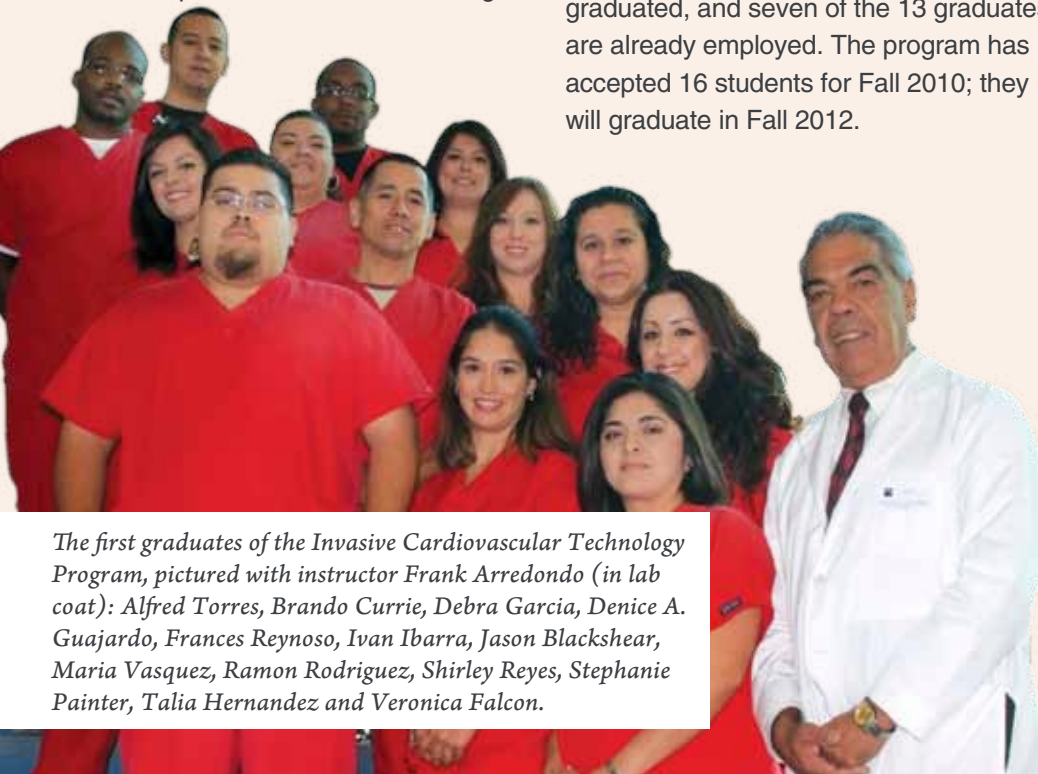 graduated, and seven of the 13 graduates
are already employed. The program has
accepted 16 students for Fall 2010; they
will graduate in Fall 2012.
The first graduates of the Invasive Cardiovascular Technology
Program, pictured with instructor Frank Arredondo (in lab
coat): Alfred Torres, Brando Currie, Debra Garcia, Denice A.
Guajardo, Frances Reynoso, Ivan Ibarra, Jason Blackshear,
Maria Vasquez, Ramon Rodriguez, Shirley Reyes, Stephanie
Painter, Talia Hernandez and Veronica Falcon.